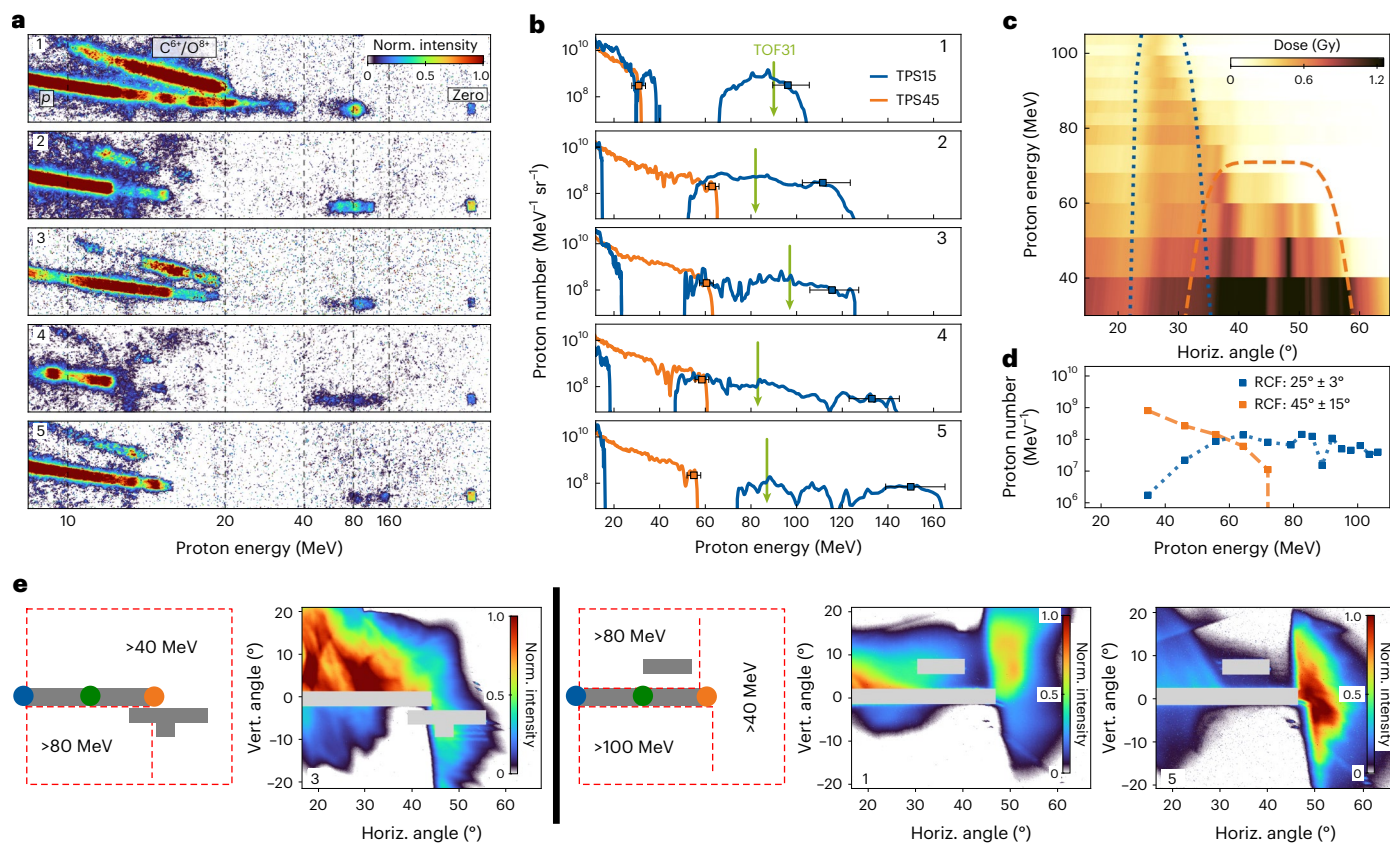 a
1
C⁶⁺/O⁸⁺
Norm. intensity
0 0.5 1.0
p
Zero
2
3
4
5
10 20 40 80 160
Proton energy (MeV)
b
10¹⁰
10⁸
TOF31
1
TPS15
TPS45
10¹⁰
10⁸
2
10¹⁰
10⁸
3
10¹⁰
10⁸
4
10¹⁰
10⁸
5
Proton number (MeV⁻¹ sr⁻¹)
20 40 60 80 100 120 140 160
Proton energy (MeV)
c
Dose (Gy)
0 0.6 1.2
100
80
60
40
Proton energy (MeV)
20 30 40 50 60
Horiz. angle (°)
d
RCF: 25° ± 3°
RCF: 45° ± 15°
10¹⁰
10⁹
10⁸
10⁷
10⁶
Proton number
(MeV⁻¹)
20 40 60 80 100
Proton energy (MeV)
e
>40 MeV
>80 MeV
20
10
0
−10
−20
Vert. angle (°)
3
20 30 40 50 60
Horiz. angle (°)
1.0
0.5
0
Norm. intensity
>80 MeV
>40 MeV
>100 MeV
20
10
0
−10
−20
Vert. angle (°)
1
20 30 40 50 60
Horiz. angle (°)
1.0
0.5
0
Norm. intensity
20
10
0
−10
−20
Vert. angle (°)
5
20 30 40 50 60
Horiz. angle (°)
1.0
0.5
0
Norm. intensity